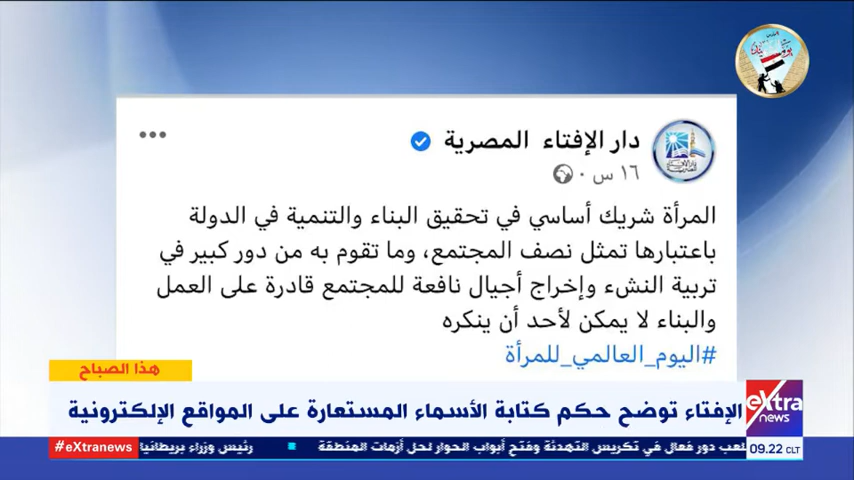 دار الإفتاء المصرية
١٦ س ·
المرأة شريك أساسي في تحقيق البناء والتنمية في الدولة
باعتبارها تمثل نصف المجتمع، وما تقوم به من دور كبير في
تربية النشء وإخراج أجيال نافعة للمجتمع قادرة على العمل
والبناء لا يمكن لأحد أن ينكره
#اليوم_العالمي_للمرأة
هذا الصباح
الإفتاء توضح حكم كتابة الأسماء المستعارة على المواقع الإلكترونية
eXtra
news
09.22 CLT
#eXtranews
لعب دور فعال في تكريس التهدئة وفتح أبواب الحوار لحل أزمات المنطقة
رئيس وزراء بريطانيا